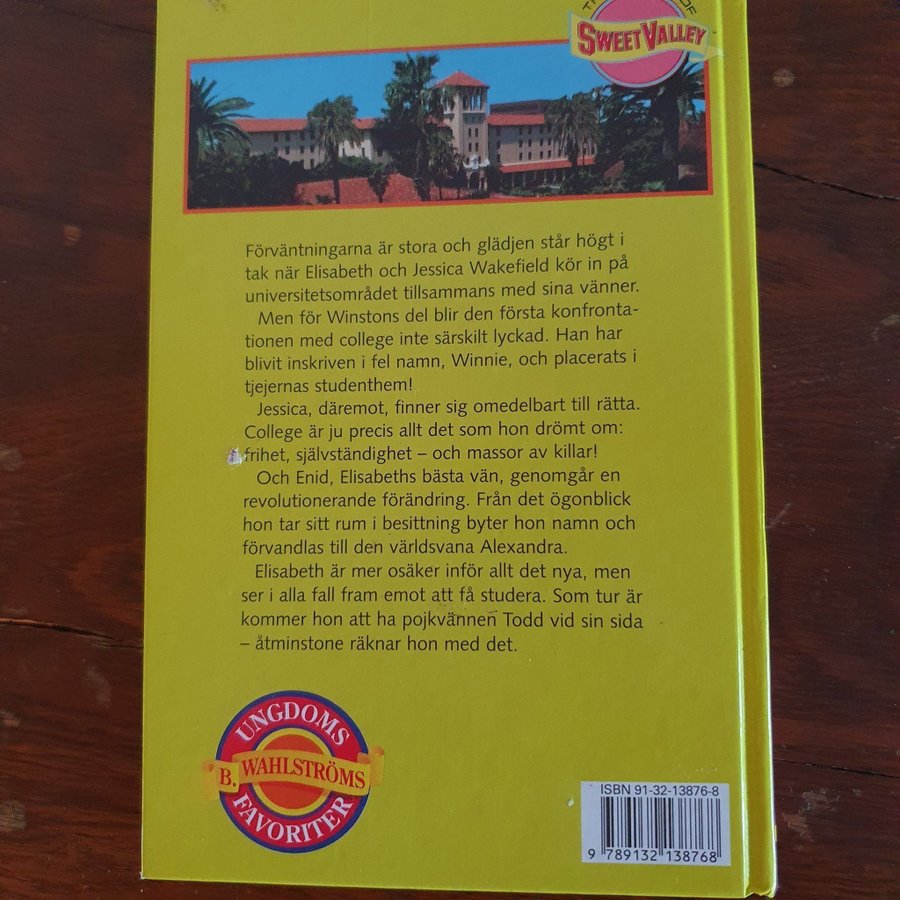 OF
SWEET VALLEY
Förväntningarna är stora och glädjen står högt i
tak när Elisabeth och Jessica Wakefield kör in på
universitetsområdet tillsammans med sina vänner.
Men för Winstons del blir den första konfronta-
tionen med college inte särskilt lyckad. Han har
blivit inskriven i fel namn, Winnie, och placerats i
tjejernas studenthem!
Jessica, däremot, finner sig omedelbart till rätta.
College är ju precis allt det som hon drömt om:
frihet, självständighet – och massor av killar!
Och Enid, Elisabeths bästa vän, genomgår en
revolutionerande förändring. Från det ögonblick
hon tar sitt rum i besittning byter hon namn och
förvandlas till den världsvana Alexandra.
Elisabeth är mer osäker inför allt det nya, men
ser i alla fall fram emot att få studera. Som tur är
kommer hon att ha pojkvännen Todd vid sin sida
– åtminstone räknar hon med det.
UNGDOMS
B. WAHLSTRÖMS
FAVORITER
ISBN 91-32-13876-8
9 789132 138768